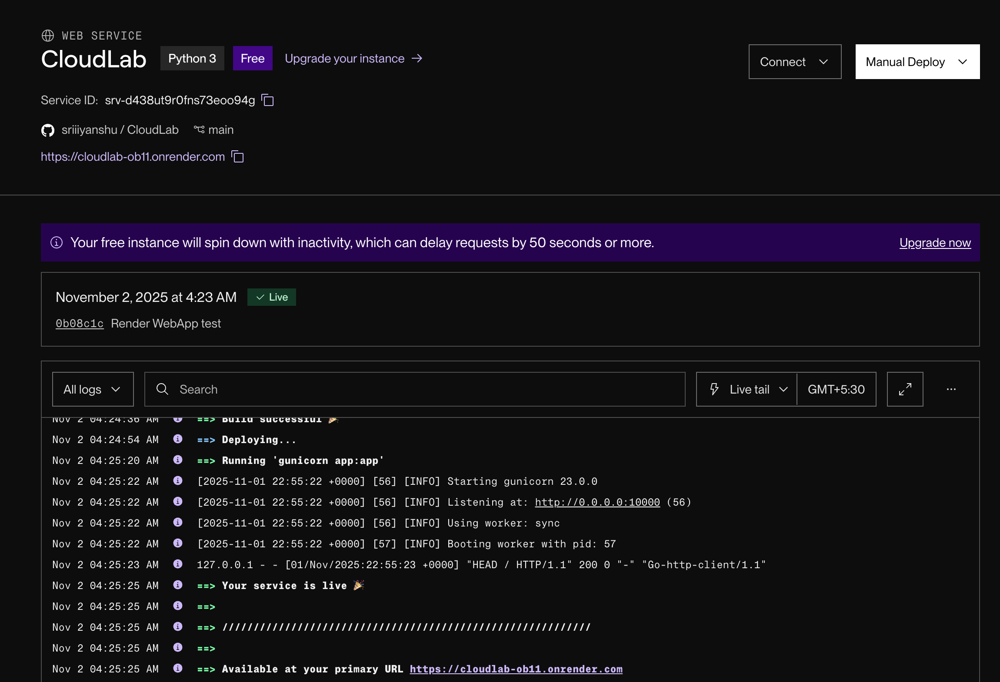 WEB SERVICE
CloudLab Python 3 Free Upgrade your instance → Connect Manual Deploy
Service ID: srv-d438ut9r0fns73eoo94g
sriiiyanshu / CloudLab main
https://cloudlab-ob11.onrender.com
Your free instance will spin down with inactivity, which can delay requests by 50 seconds or more. Upgrade now
November 2, 2025 at 4:23 AM Live
0b08c1c Render WebApp test
All logs Search Live tail GMT+5:30 ...
Nov 2 04:24:36 AM ==> Build successful 🎉
Nov 2 04:24:54 AM ==> Deploying...
Nov 2 04:25:20 AM ==> Running 'gunicorn app:app'
Nov 2 04:25:22 AM [2025-11-01 22:55:22 +0000] [56] [INFO] Starting gunicorn 23.0.0
Nov 2 04:25:22 AM [2025-11-01 22:55:22 +0000] [56] [INFO] Listening at: http://0.0.0.0:10000 (56)
Nov 2 04:25:22 AM [2025-11-01 22:55:22 +0000] [56] [INFO] Using worker: sync
Nov 2 04:25:22 AM [2025-11-01 22:55:22 +0000] [57] [INFO] Booting worker with pid: 57
Nov 2 04:25:23 AM 127.0.0.1 - - [01/Nov/2025:22:55:23 +0000] "HEAD / HTTP/1.1" 200 0 "-" "Go-http-client/1.1"
Nov 2 04:25:25 AM ==> Your service is live 🎉
Nov 2 04:25:25 AM ==>
Nov 2 04:25:25 AM ==> ///////////////////////////////////////////////////////////
Nov 2 04:25:25 AM ==>
Nov 2 04:25:25 AM ==> Available at your primary URL https://cloudlab-ob11.onrender.com